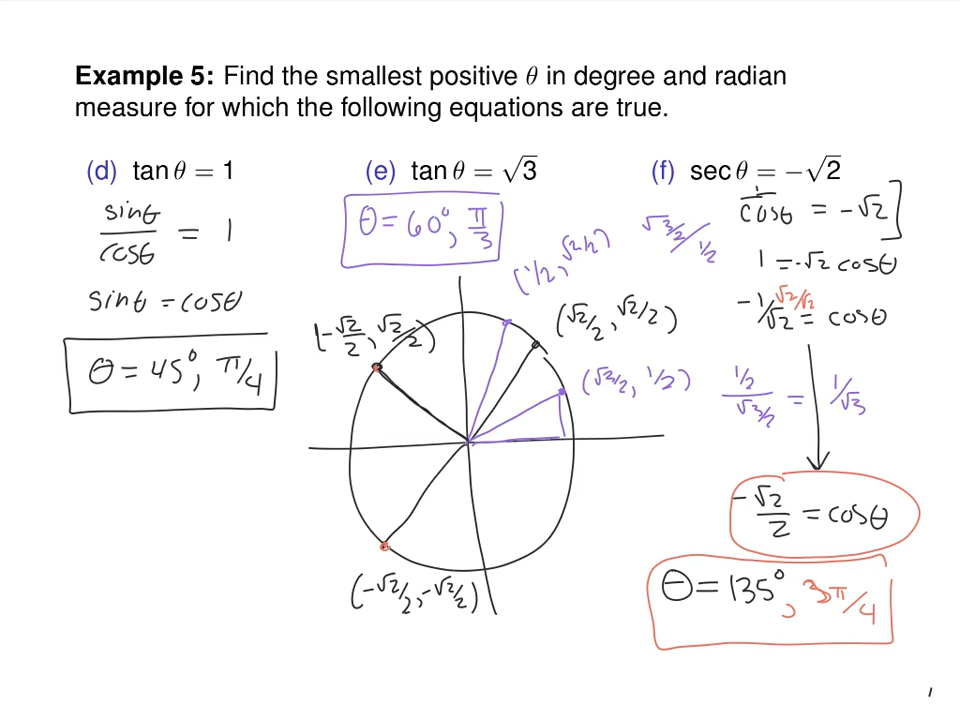 Example 5: Find the smallest positive θ in degree and radian
measure for which the following equations are true.
(d) tan θ = 1
sinθ/cosθ = 1
sinθ = cosθ
θ = 45°, π/4
(e) tan θ = √3
θ = 60°, π/3
(1/2, √3/2)
√3/2/1/2
(-√2/2, √2/2)
(√2/2, √2/2)
(√3/2, 1/2)
1/2/√3/2 = 1/√3
(-√2/2, -√2/2)
(f) sec θ = −√2
1/cosθ = -√2
1 = -√2 cosθ
-1/√2 √2/√2 = cosθ
-√2/2 = cosθ
θ = 135°, 3π/4
1